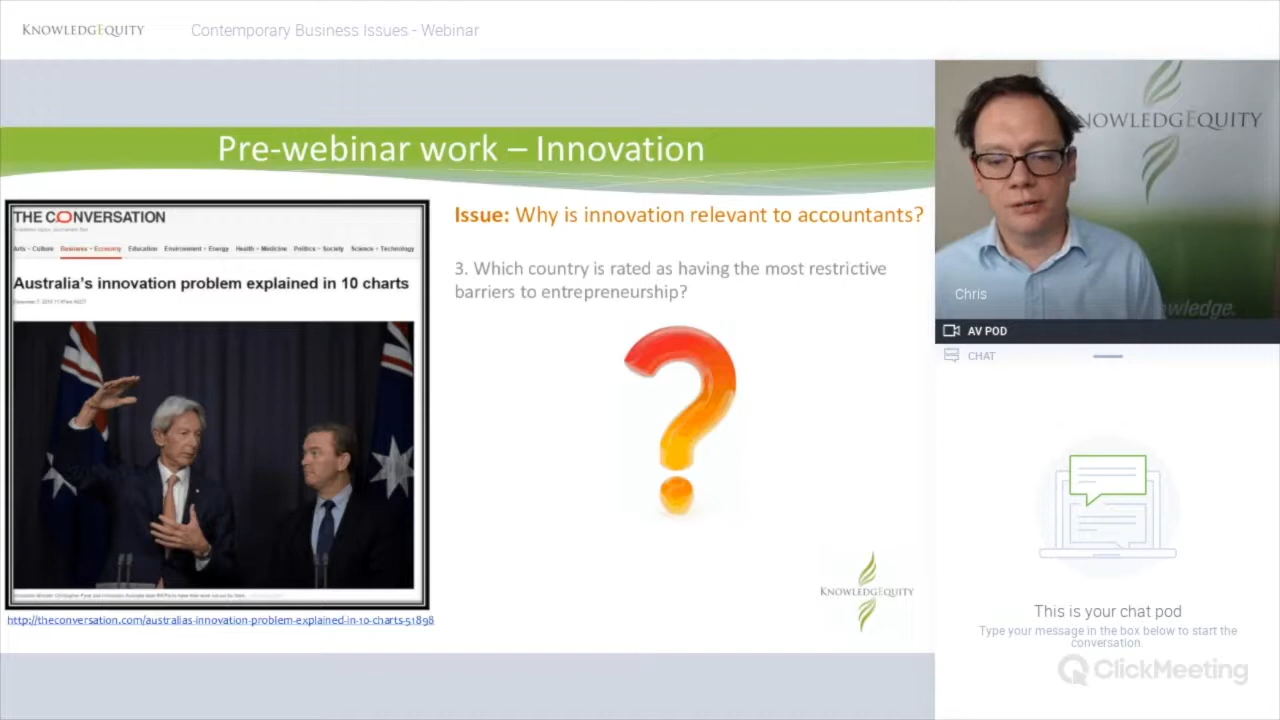 KNOWLEDGEQUITY
Contemporary Business Issues - Webinar
Pre-webinar work – Innovation
THE CONVERSATION
Arts + Culture Business + Economy Education Environment + Energy Health + Medicine Politics + Society Science + Technology
Australia's innovation problem explained in 10 charts
http://theconversation.com/australias-innovation-problem-explained-in-10-charts-51898
Issue: Why is innovation relevant to accountants?
3. Which country is rated as having the most restrictive
barriers to entrepreneurship?
KNOWLEDGEQUITY
NOWLEDGEQUITY
wledge.
Chris
AV POD
CHAT
This is your chat pod
Type your message in the box below to start the
conversation.
ClickMeeting